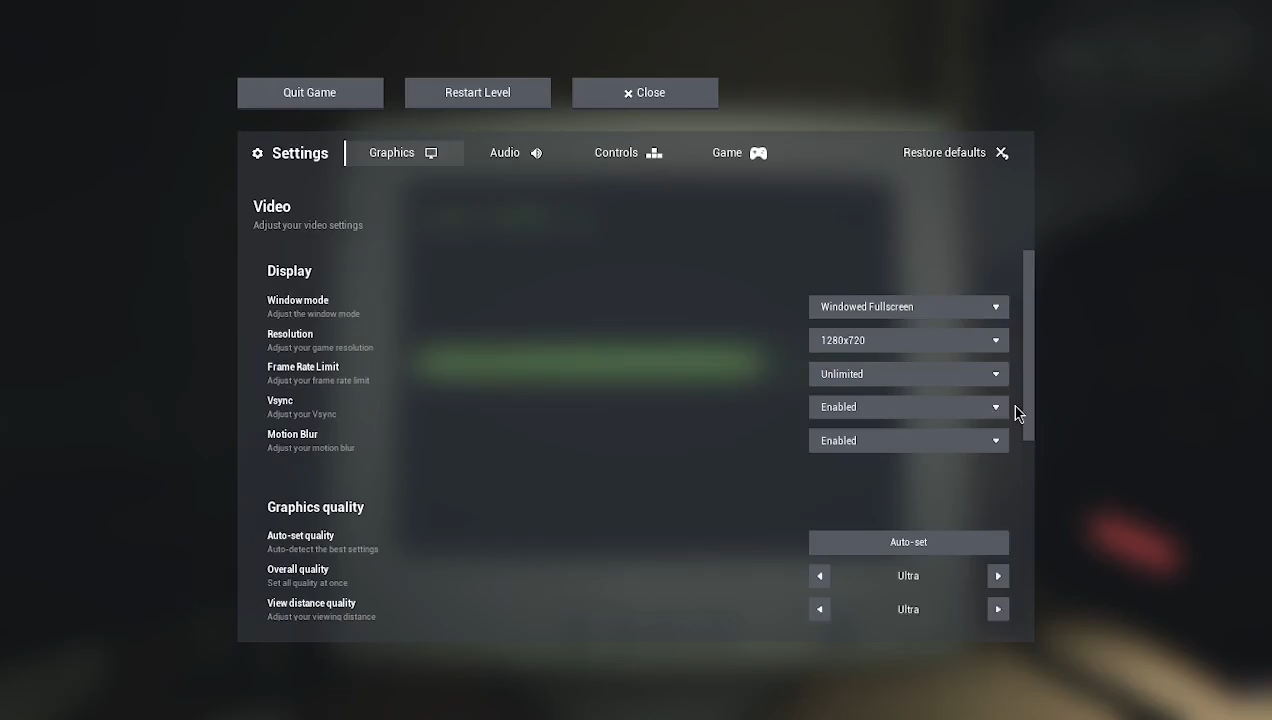 Quit Game
Restart Level
Close
Settings
Graphics
Audio
Controls
Game
Restore defaults
Video
Adjust your video settings
Display
Window mode
Adjust the window mode
Windowed Fullscreen
Resolution
Adjust your game resolution
1280x720
Frame Rate Limit
Adjust your frame rate limit
Unlimited
Vsync
Adjust your Vsync
Enabled
Motion Blur
Adjust your motion blur
Enabled
Graphics quality
Auto-set quality
Auto-detect the best settings
Auto-set
Overall quality
Set all quality at once
Ultra
View distance quality
Adjust your viewing distance
Ultra